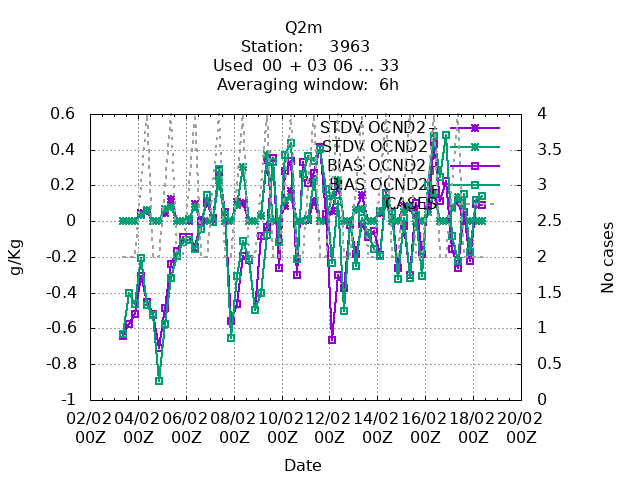 Q2m
Station: 3963
Used 00 + 03 06 ... 33
Averaging window: 6h
0.6
0.4
0.2
0
-0.2
-0.4
-0.6
-0.8
-1
g/Kg
4
3.5
3
2.5
2
1.5
1
0.5
0
No cases
STDV OCND2 -
STDV OCND2
BIAS OCND2 -
BIAS OCND2
CASES
02/02 04/02 06/02 08/02 10/02 12/02 14/02 16/02 18/02 20/02
00Z 00Z 00Z 00Z 00Z 00Z 00Z 00Z 00Z 00Z
Date